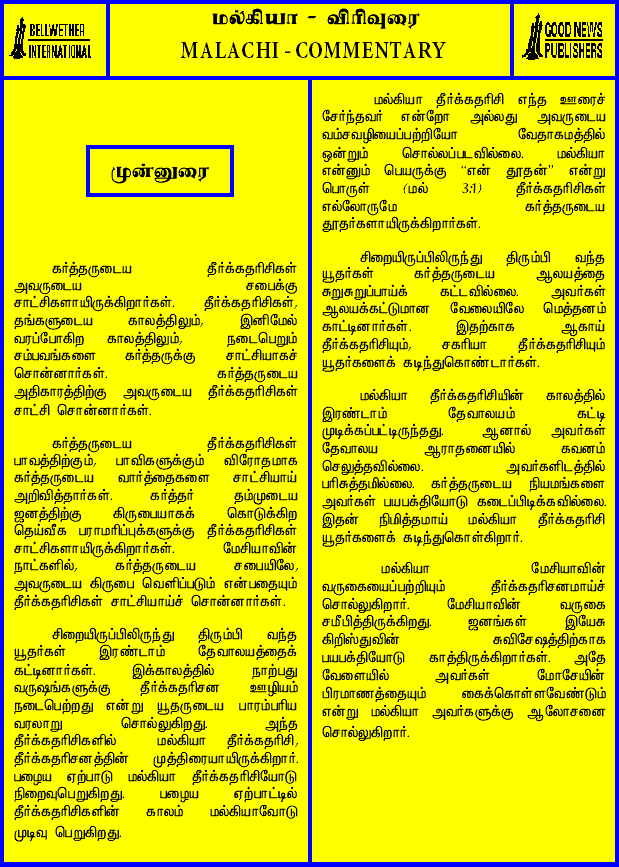 BELLWETHER
INTERNATIONAL
மல்கியா - விரிவுரை
MALACHI - COMMENTARY
GOOD NEWS
PUBLISHERS
முன்னுரை
கர்த்தருடைய தீர்க்கதரிசிகள்
அவருடைய சபைக்கு
சாட்சிகளாயிருக்கிறார்கள். தீர்க்கதரிசிகள்,
தங்களுடைய காலத்திலும், இனிமேல்
வரப்போகிற காலத்திலும், நடைபெறும்
சம்பவங்களை கர்த்தருக்கு சாட்சியாகச்
சொன்னார்கள். கர்த்தருடைய
அதிகாரத்திற்கு அவருடைய தீர்க்கதரிசிகள்
சாட்சி சொன்னார்கள்.
கர்த்தருடைய தீர்க்கதரிசிகள்
பாவத்திற்கும், பாவிகளுக்கும் விரோதமாக
கர்த்தருடைய வார்த்தைகளை சாட்சியாய்
அறிவித்தார்கள். கர்த்தர் தம்முடைய
ஜனத்திற்கு கிருபையாகக் கொடுக்கிற
தெய்வீக பராமரிப்புக்களுக்கு தீர்க்கதரிசிகள்
சாட்சிகளாயிருக்கிறார்கள். மேசியாவின்
நாட்களில், கர்த்தருடைய சபையிலே,
அவருடைய கிருபை வெளிப்படும் என்பதையும்
தீர்க்கதரிசிகள் சாட்சியாய்ச் சொன்னார்கள்.
சிறையிருப்பிலிருந்து திரும்பி வந்த
யூதர்கள் இரண்டாம் தேவாலயத்தைக்
கட்டினார்கள். இக்காலத்தில் நாற்பது
வருஷங்களுக்கு தீர்க்கதரிசன ஊழியம்
நடைபெற்றது என்று யூதருடைய பாரம்பரிய
வரலாறு சொல்லுகிறது. அந்த
தீர்க்கதரிசிகளில் மல்கியா தீர்க்கதரிசி,
தீர்க்கதரிசனத்தின் முத்திரையாயிருக்கிறார்.
பழைய ஏற்பாடு மல்கியா தீர்க்கதரிசியோடு
நிறைவுபெறுகிறது. பழைய ஏற்பாட்டில்
தீர்க்கதரிசிகளின் காலம் மல்கியாவோடு
முடிவு பெறுகிறது.
மல்கியா தீர்க்கதரிசி எந்த ஊரைச்
சேர்ந்தவர் என்றோ அல்லது அவருடைய
வம்சவழியைப்பற்றியோ வேதாகமத்தில்
ஒன்றும் சொல்லப்படவில்லை. மல்கியா
என்னும் பெயருக்கு “என் தூதன்” என்று
பொருள் (மல் 3:1) தீர்க்கதரிசிகள்
எல்லோருமே கர்த்தருடைய
தூதர்களாயிருக்கிறார்கள்.
சிறையிருப்பிலிருந்து திரும்பி வந்த
யூதர்கள் கர்த்தருடைய ஆலயத்தை
சுறுசுறுப்பாய்க் கட்டவில்லை. அவர்கள்
ஆலயக்கட்டுமான வேலையிலே மெத்தனம்
காட்டினார்கள். இதற்காக ஆகாய்
தீர்க்கதரிசியும், சகரியா தீர்க்கதரிசியும்
யூதர்களைக் கடிந்துகொண்டார்கள்.
மல்கியா தீர்க்கதரிசியின் காலத்தில்
இரண்டாம் தேவாலயம் கட்டி
முடிக்கப்பட்டிருந்தது. ஆனால் அவர்கள்
தேவாலய ஆராதனையில் கவனம்
செலுத்தவில்லை. அவர்களிடத்தில்
பரிசுத்தமில்லை. கர்த்தருடைய நியமங்களை
அவர்கள் பயபக்தியோடு கடைப்பிடிக்கவில்லை.
இதன் நிமித்தமாய் மல்கியா தீர்க்கதரிசி
யூதர்களைக் கடிந்துகொள்கிறார்.
மல்கியா மேசியாவின்
வருகையைப்பற்றியும் தீர்க்கதரிசனமாய்ச்
சொல்லுகிறார். மேசியாவின் வருகை
சமீபித்திருக்கிறது. ஜனங்கள் இயேசு
கிறிஸ்துவின் சுவிசேஷத்திற்காக
பயபக்தியோடு காத்திருக்கிறார்கள். அதே
வேளையில் அவர்கள் மோசேயின்
பிரமாணத்தையும் கைக்கொள்ளவேண்டும்
என்று மல்கியா அவர்களுக்கு ஆலோசனை
சொல்லுகிறார்.